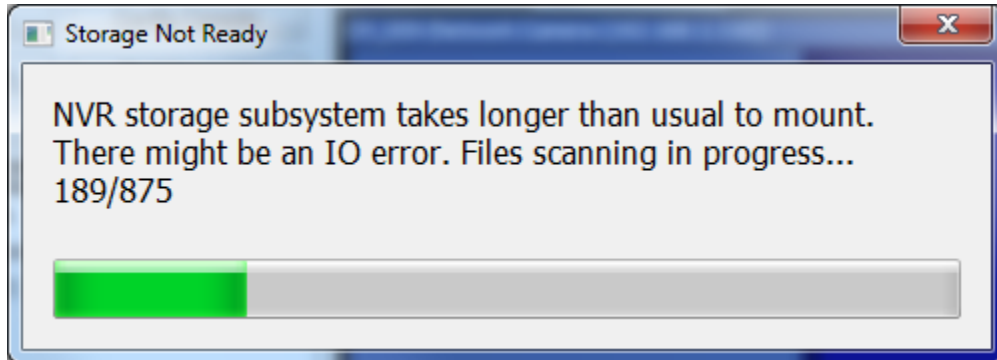 Storage Not Ready
NVR storage subsystem takes longer than usual to mount.
There might be an IO error. Files scanning in progress...
189/875